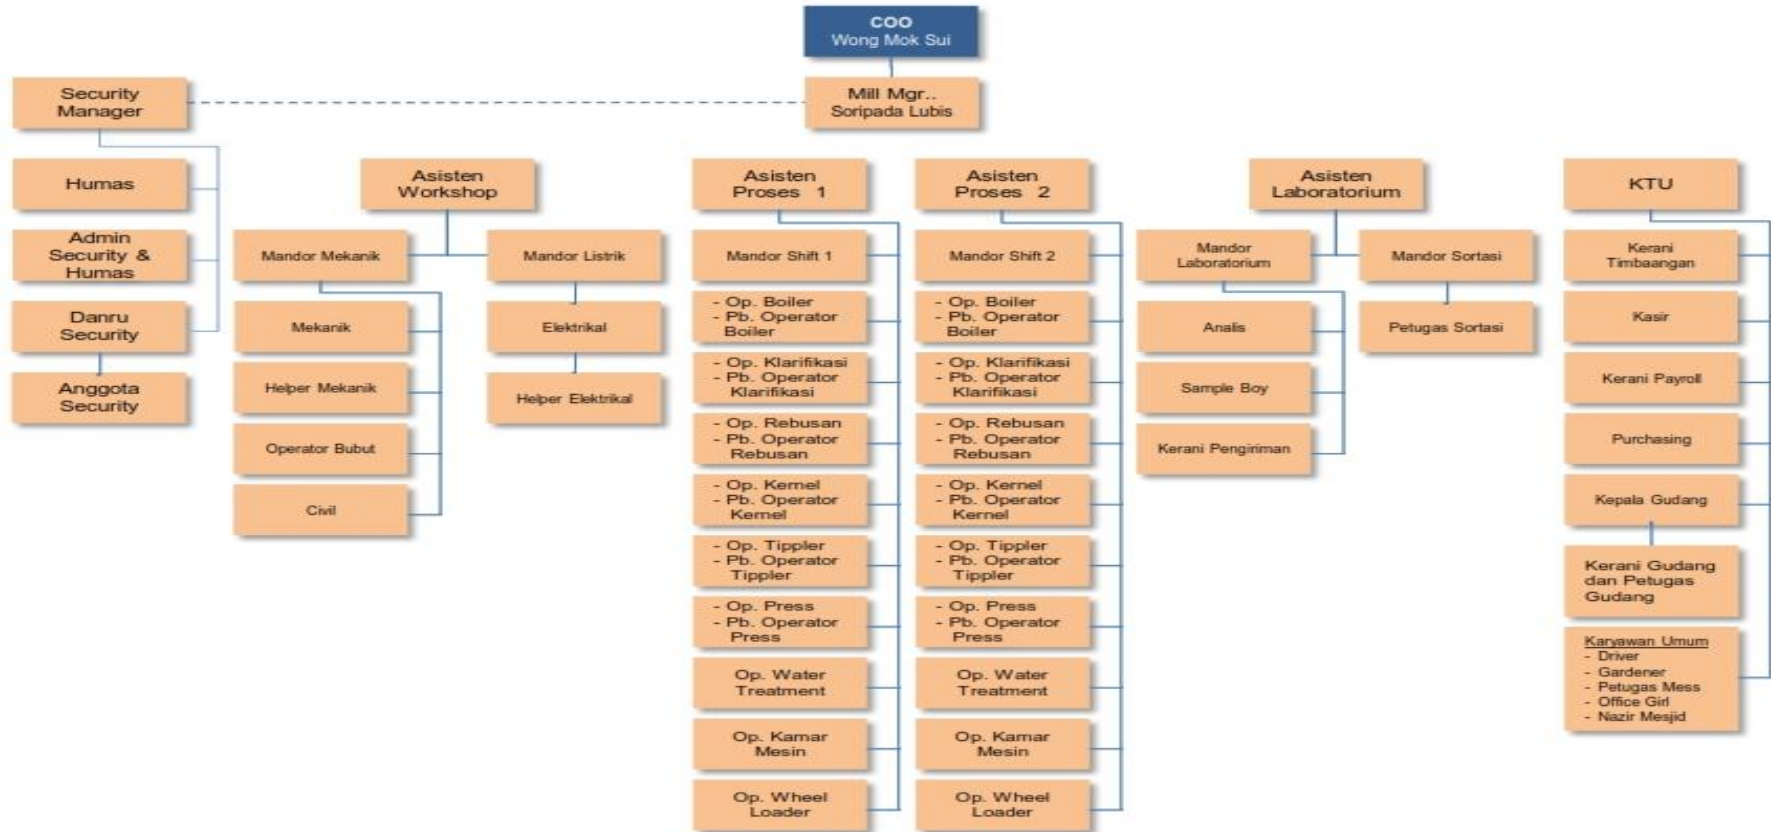 COO
Wong Mok Sui
Mill Mgr..
Soripada Lubis
Security
Manager
Humas
Admin
Security &
Humas
Danru
Security
Anggota
Security
Asisten
Workshop
Mandor Mekanik
Mekanik
Helper Mekanik
Operator Bubut
Civil
Mandor Listrik
Elektrikal
Helper Elektrikal
Asisten
Proses 1
Mandor Shift 1
- Op. Boiler
- Pb. Operator
Boiler
- Op. Klarifikasi
- Pb. Operator
Klarifikasi
- Op. Rebusan
- Pb. Operator
Rebusan
- Op. Kernel
- Pb. Operator
Kernel
- Op. Tippler
- Pb. Operator
Tippler
- Op. Press
- Pb. Operator
Press
Op. Water
Treatment
Op. Kamar
Mesin
Op. Wheel
Loader
Asisten
Proses 2
Mandor Shift 2
- Op. Boiler
- Pb. Operator
Boiler
- Op. Klarifikasi
- Pb. Operator
Klarifikasi
- Op. Rebusan
- Pb. Operator
Rebusan
- Op. Kernel
- Pb. Operator
Kernel
- Op. Tippler
- Pb. Operator
Tippler
- Op. Press
- Pb. Operator
Press
Op. Water
Treatment
Op. Kamar
Mesin
Op. Wheel
Loader
Asisten
Laboratorium
Mandor
Laboratorium
Analis
Sample Boy
Kerani Pengiriman
Mandor Sortasi
Petugas Sortasi
KTU
Kerani
Timbaangan
Kasir
Kerani Payroll
Purchasing
Kepala Gudang
Kerani Gudang
dan Petugas
Gudang
Karyawan Umum
- Driver
- Gardener
- Petugas Mess
- Office Girl
- Nazir Mesjid